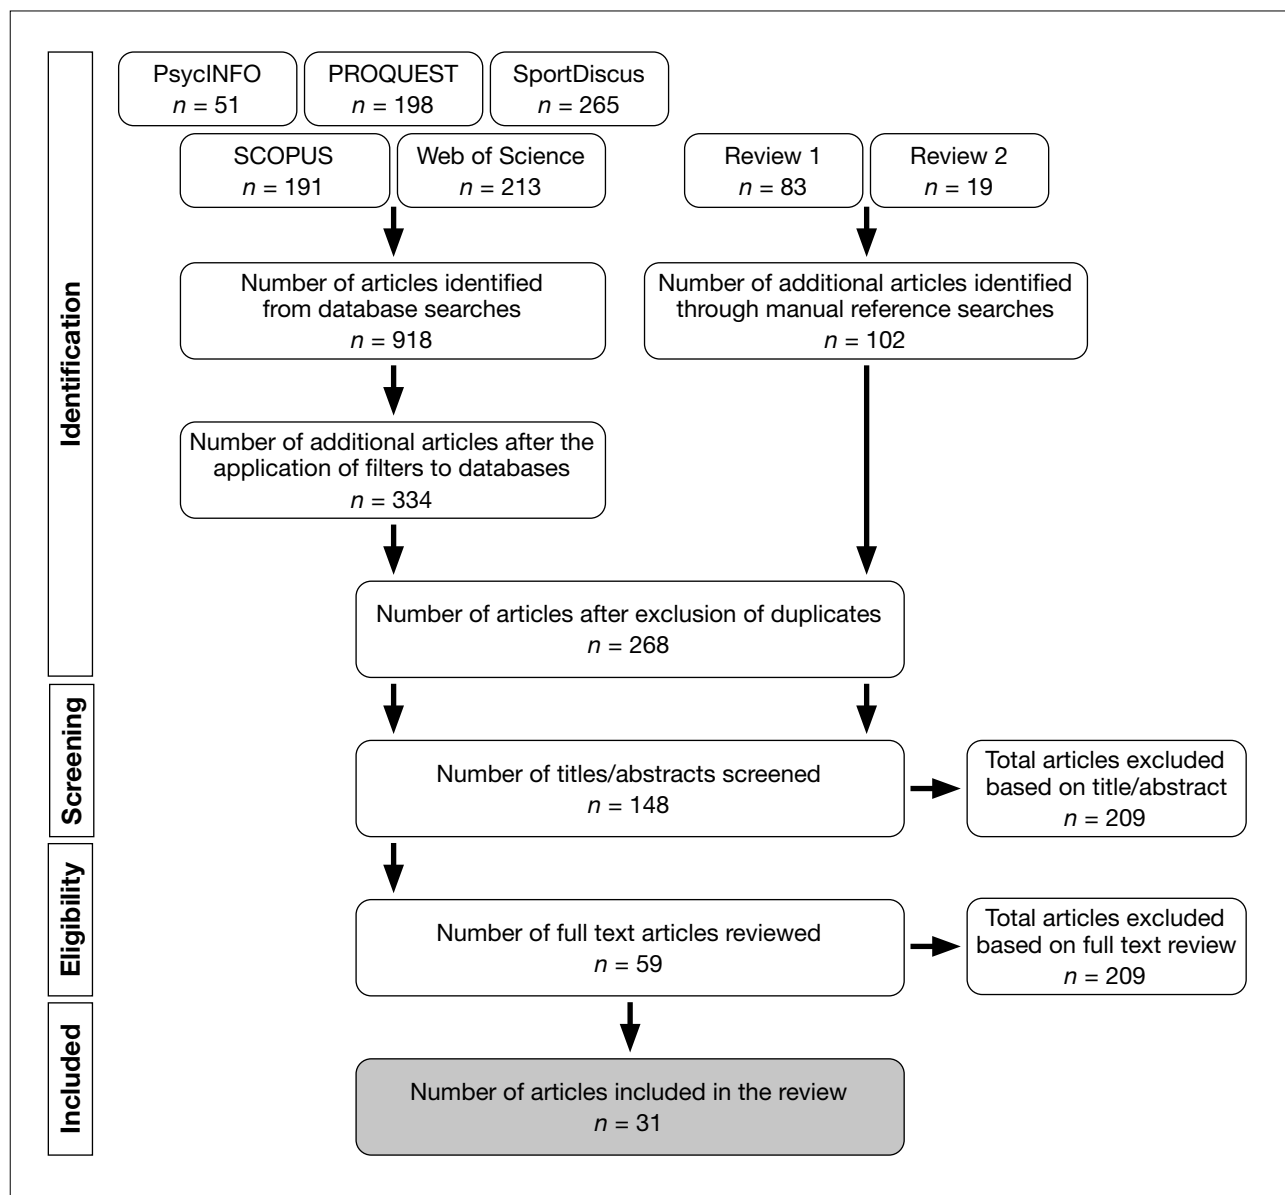 Identification
PsycINFO
n = 51
PROQUEST
n = 198
SportDiscus
n = 265
SCOPUS
n = 191
Web of Science
n = 213
Review 1
n = 83
Review 2
n = 19
Number of articles identified
from database searches
n = 918
Number of additional articles identified
through manual reference searches
n = 102
Number of additional articles after the
application of filters to databases
n = 334
Number of articles after exclusion of duplicates
n = 268
Screening
Number of titles/abstracts screened
n = 148
Total articles excluded
based on title/abstract
n = 209
Eligibility
Number of full text articles reviewed
n = 59
Total articles excluded
based on full text review
n = 209
Included
Number of articles included in the review
n = 31